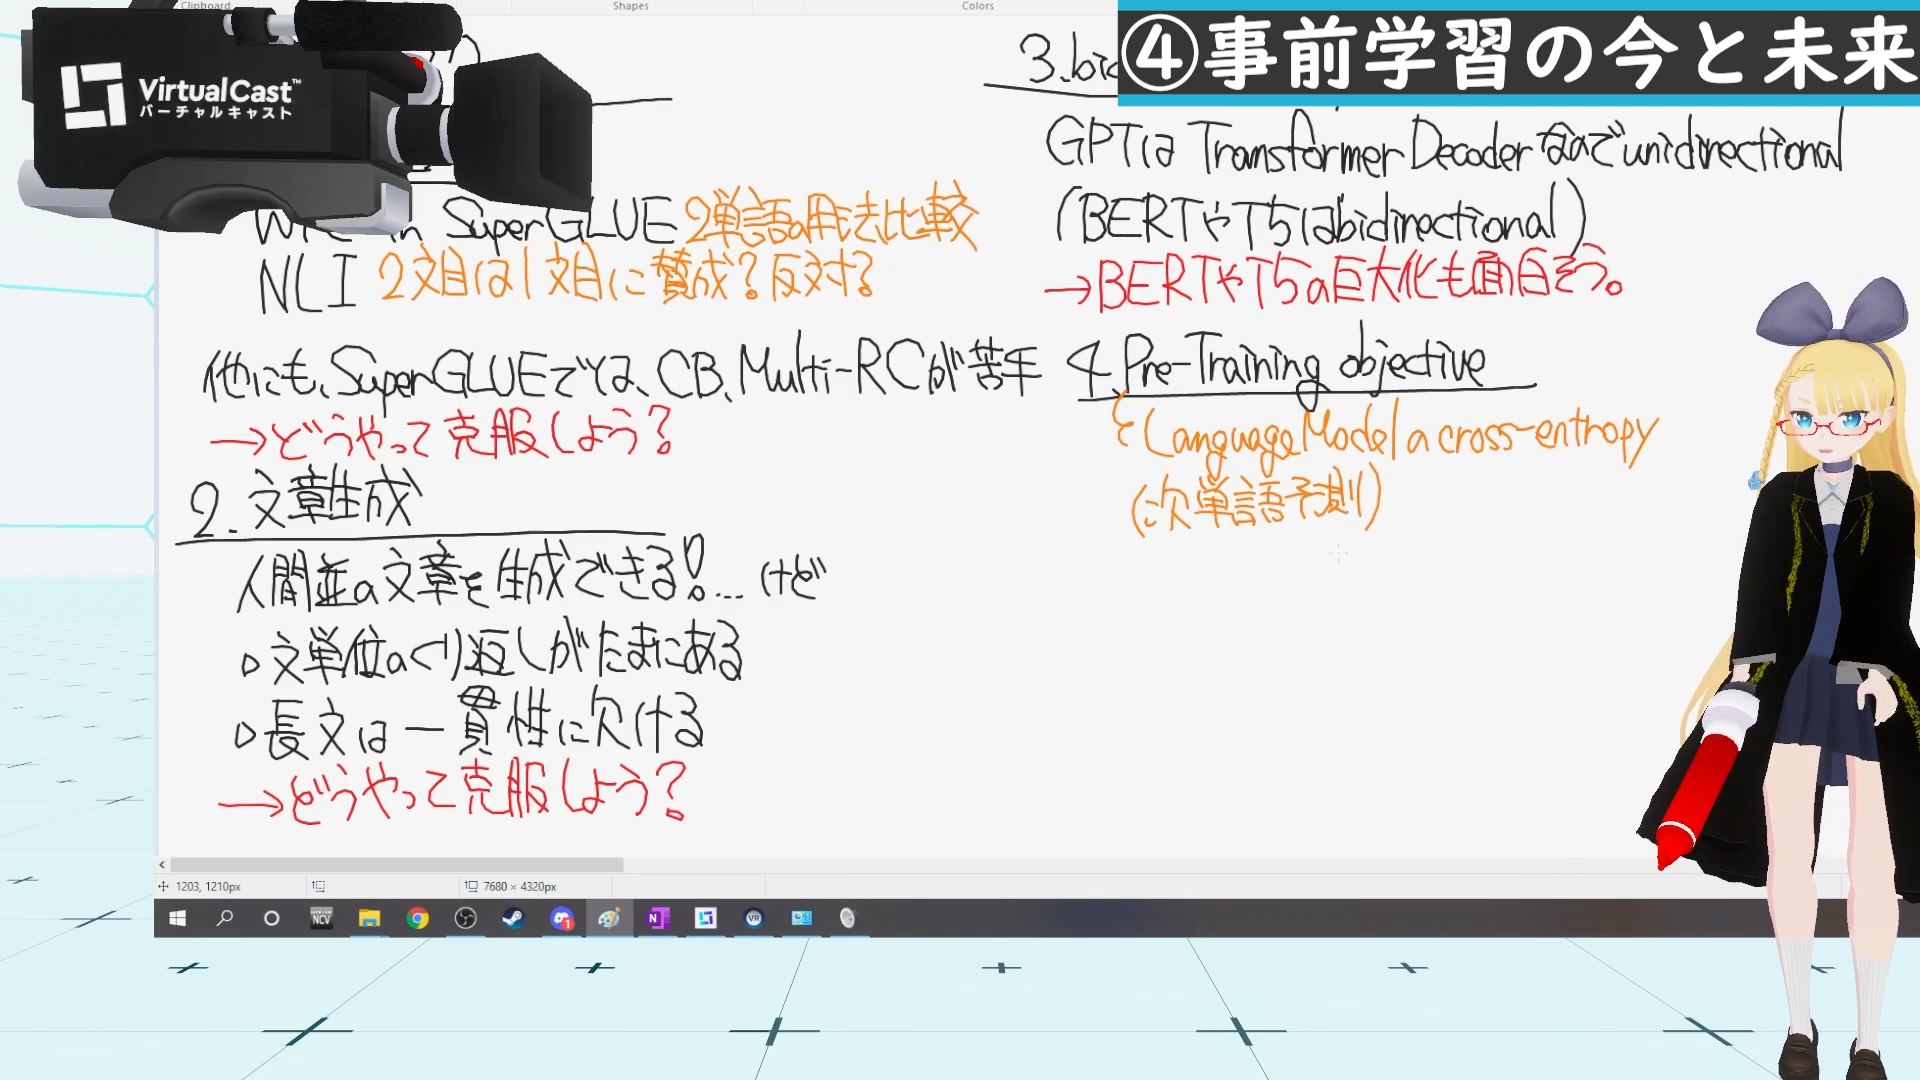 Clipboard
Shapes
Colors
④事前学習の今と未来
VirtualCast™
バーチャルキャスト
in SuperGLUE 2単語の用法比較
NLI 2文目は1文目に賛成?反対?
他にも、SuperGLUEでは、CB、Multi-RCが苦手
→どうやって克服しよう?
2.文章生成
人間並の文章を生成できる!...けど
文単位のくり返しがたまにある
長文は一貫性に欠ける
→どうやって克服しよう?
3.bid
GPTはTransformer Decoderなのでunidirectional
(BERTやT5はbidirectional)
→BERTやT5の巨大化も面白そう。
4.Pre-Training objective
Language Modelのcross-entropy
(次単語予測)
1203, 1210px
7680 × 4320px
NCV
1
N
VR